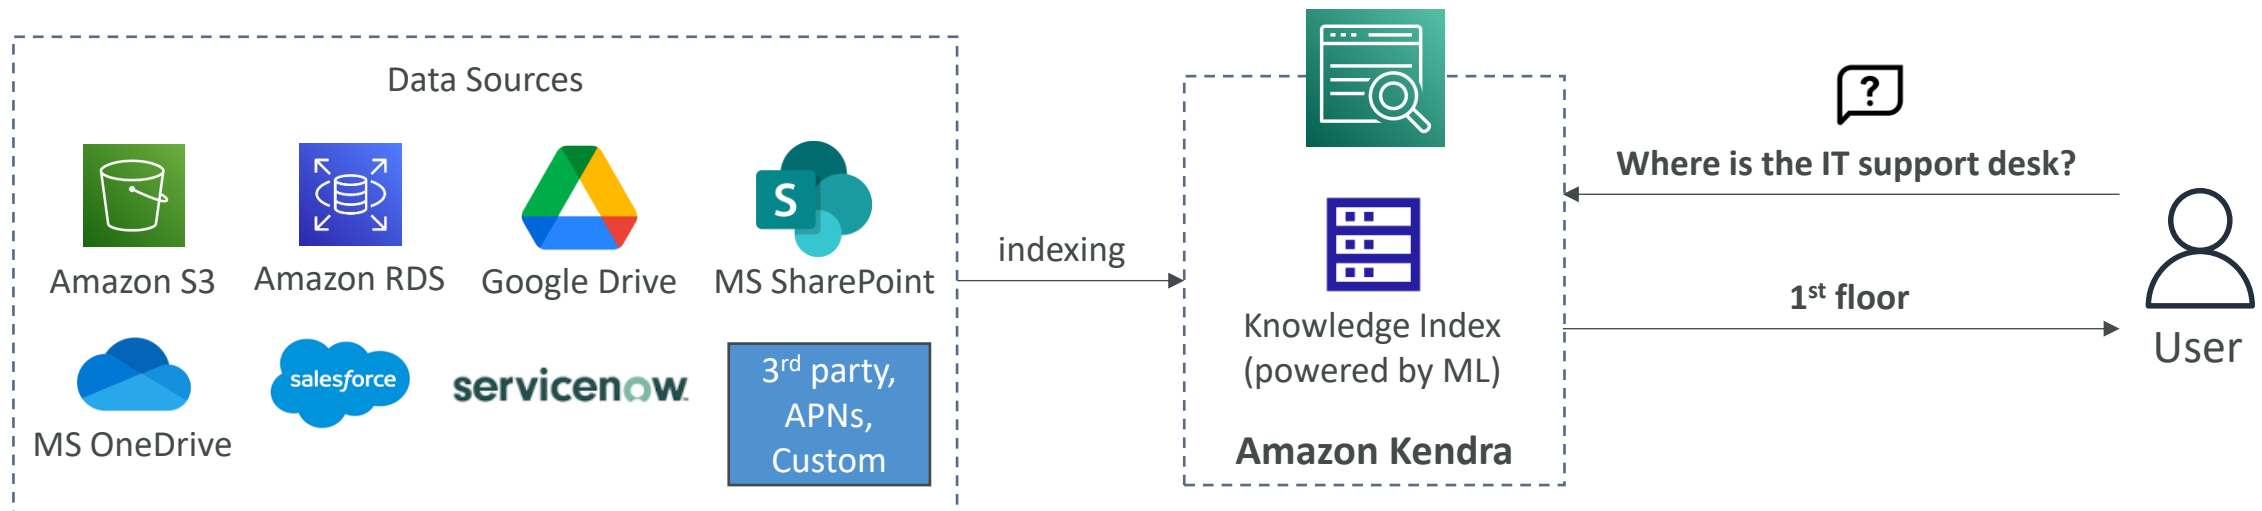 Data Sources
Amazon S3
Amazon RDS
Google Drive
S
MS SharePoint
MS OneDrive
salesforce
servicenow
3rd party,
APNs,
Custom
indexing
Knowledge Index
(powered by ML)
Amazon Kendra
?
Where is the IT support desk?
1st floor
User